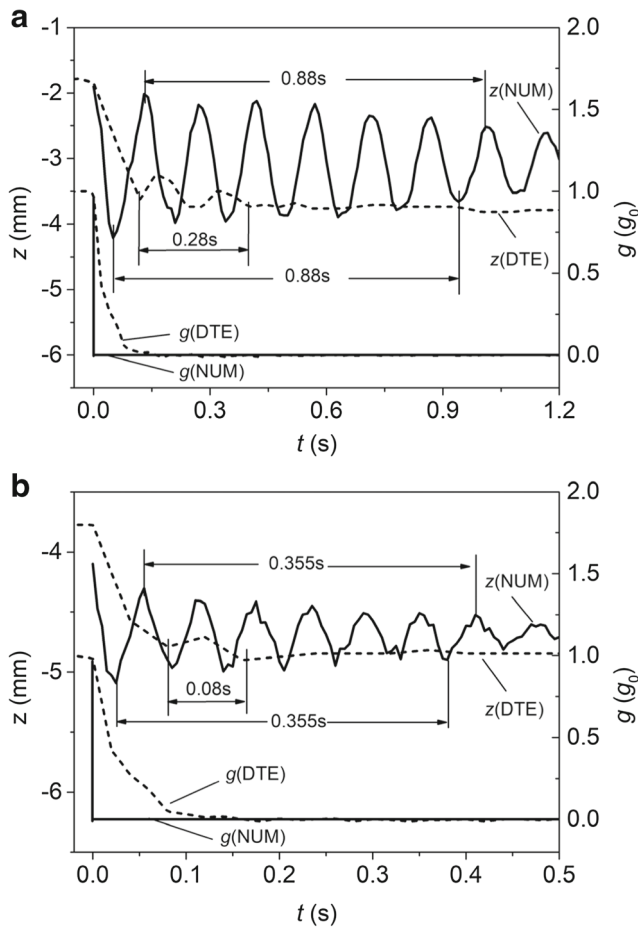 a
-1
2.0
0.88s
z(NUM)
-2
1.5
z (mm)
-3
g (g0)
-4
1.0
0.28s
z(DTE)
0.88s
-5
0.5
g(DTE)
-6
g(NUM)
0.0
0.0 0.3 0.6 0.9 1.2
t (s)
b
2.0
-4
0.355s
z(NUM)
1.5
z (mm)
g (g0)
-5
1.0
0.08s
z(DTE)
0.355s
0.5
g(DTE)
-6
g(NUM)
0.0
0.0 0.1 0.2 0.3 0.4 0.5
t (s)